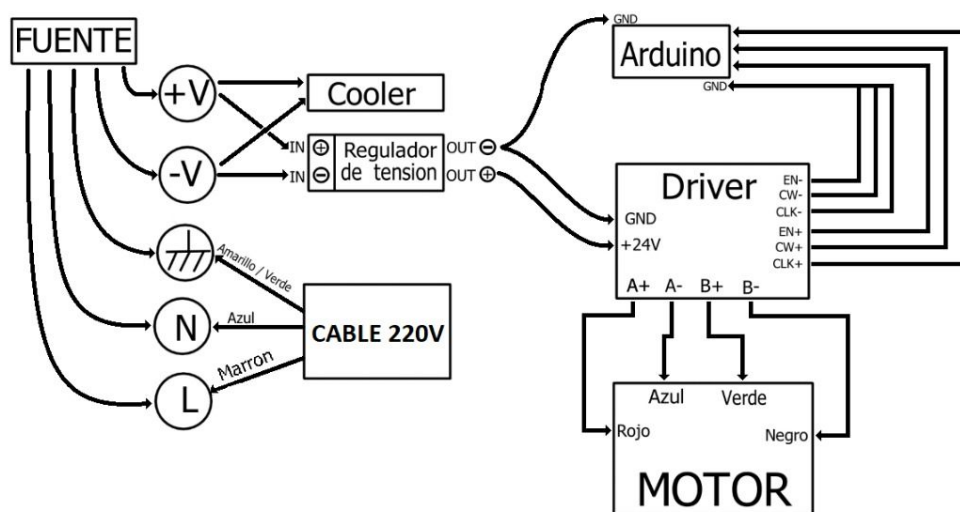 FUENTE
+V
-V
N
L
Cooler
IN ⊕
IN ⊖
Regulador
de tension
OUT ⊖
OUT ⊕
Amarillo / Verde
Azul
Marron
CABLE 220V
GND
Arduino
GND
Driver
GND
+24V
EN-
CW-
CLK-
EN+
CW+
CLK+
A+ A- B+ B-
Azul Verde
Rojo Negro
MOTOR